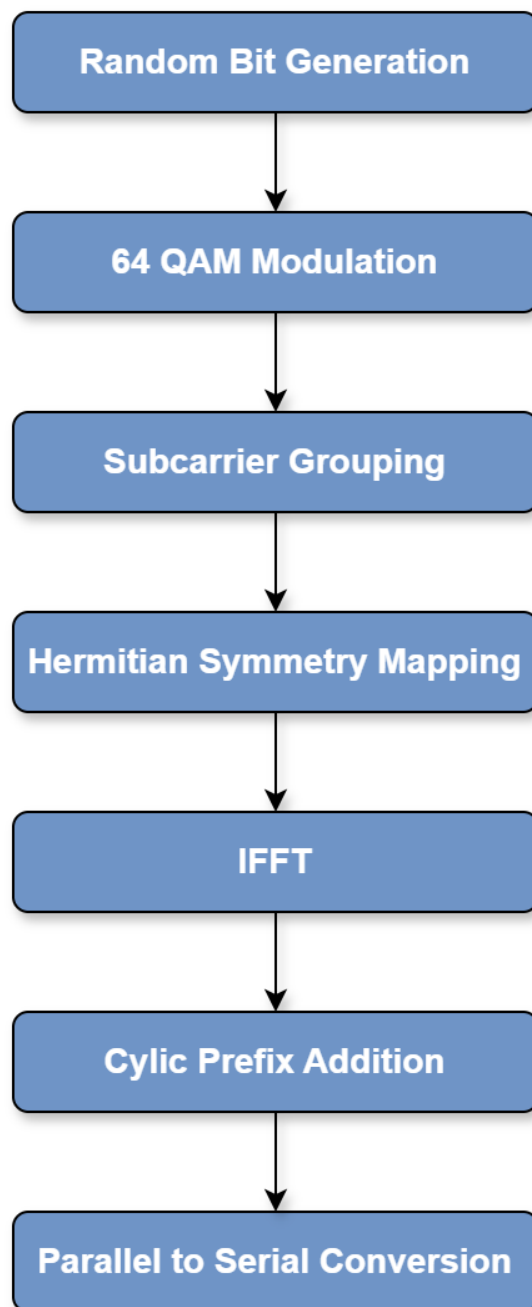 Random Bit Generation
64 QAM Modulation
Subcarrier Grouping
Hermitian Symmetry Mapping
IFFT
Cylic Prefix Addition
Parallel to Serial Conversion